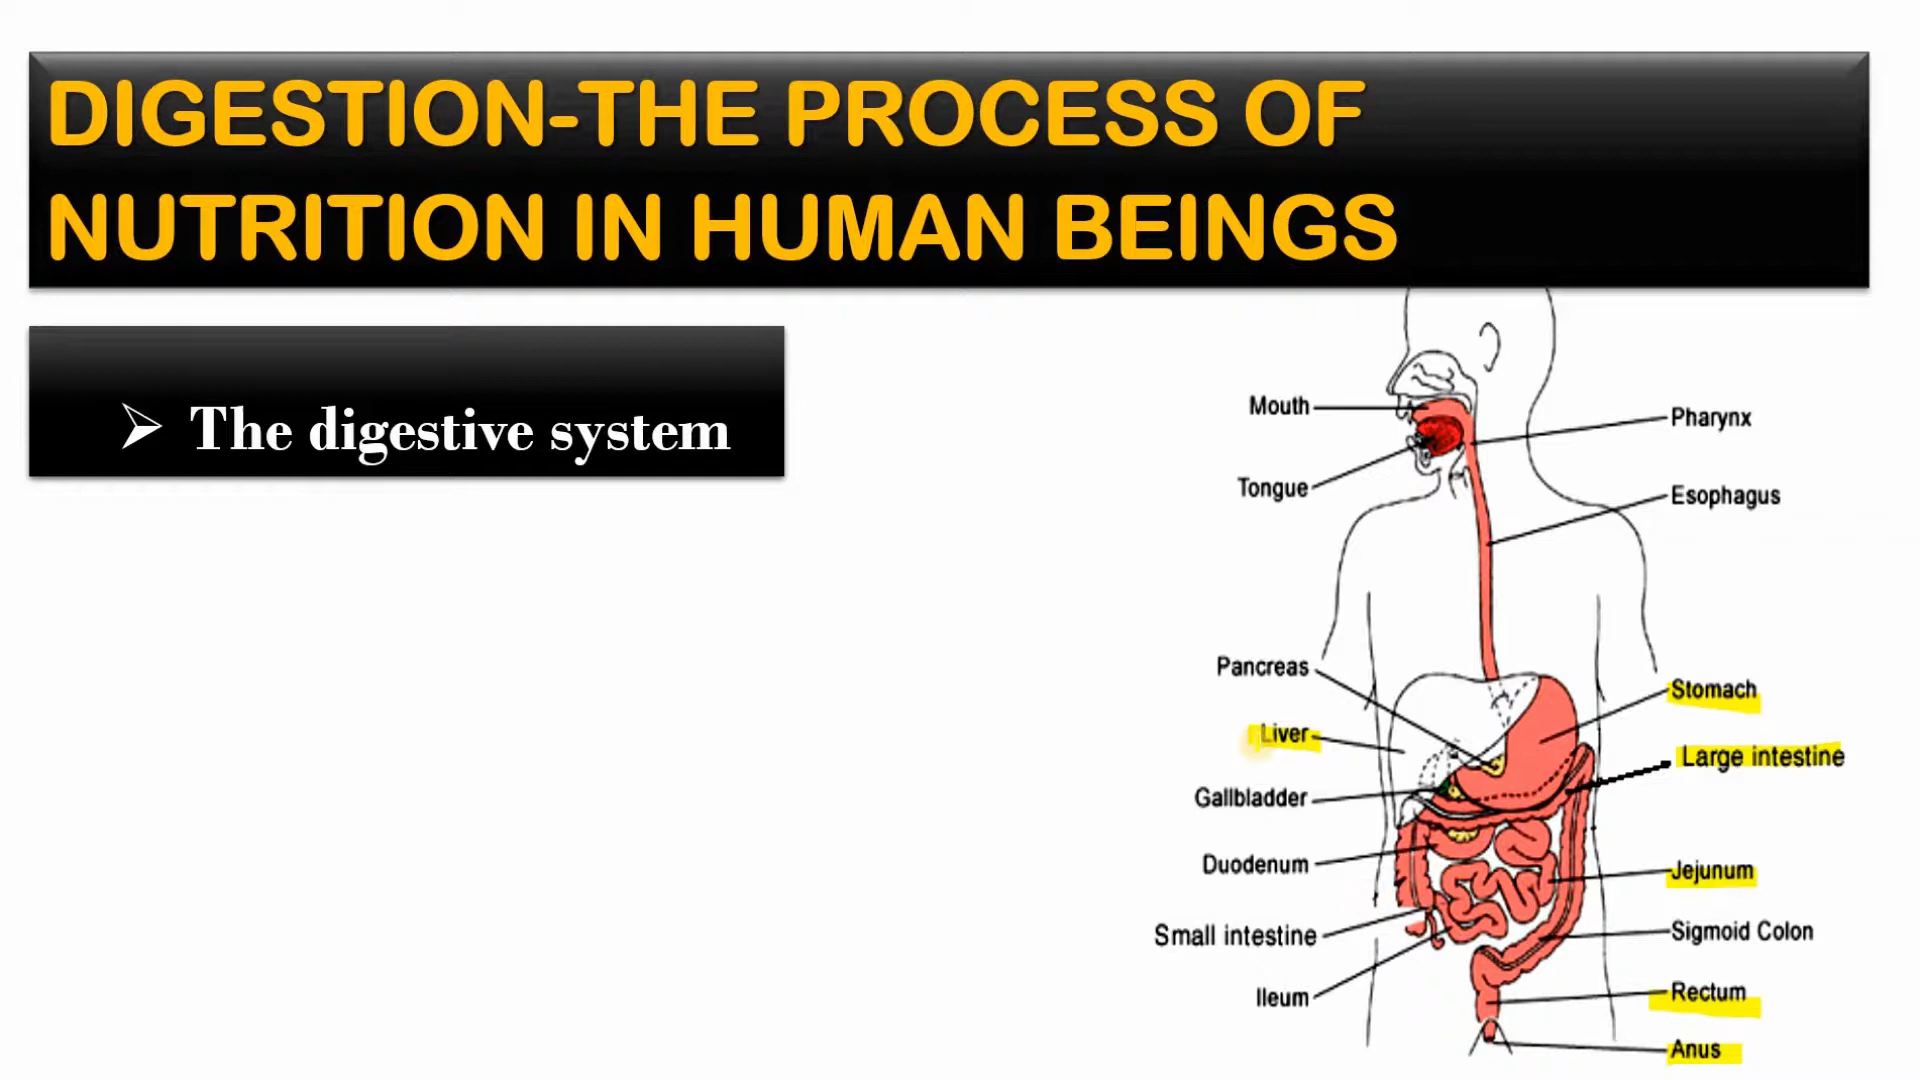 DIGESTION-THE PROCESS OF
NUTRITION IN HUMAN BEINGS
The digestive system
Mouth
Pharynx
Tongue
Esophagus
Pancreas
Stomach
Liver
Large intestine
Gallbladder
Duodenum
Jejunum
Small intestine
Sigmoid Colon
Ileum
Rectum
Anus